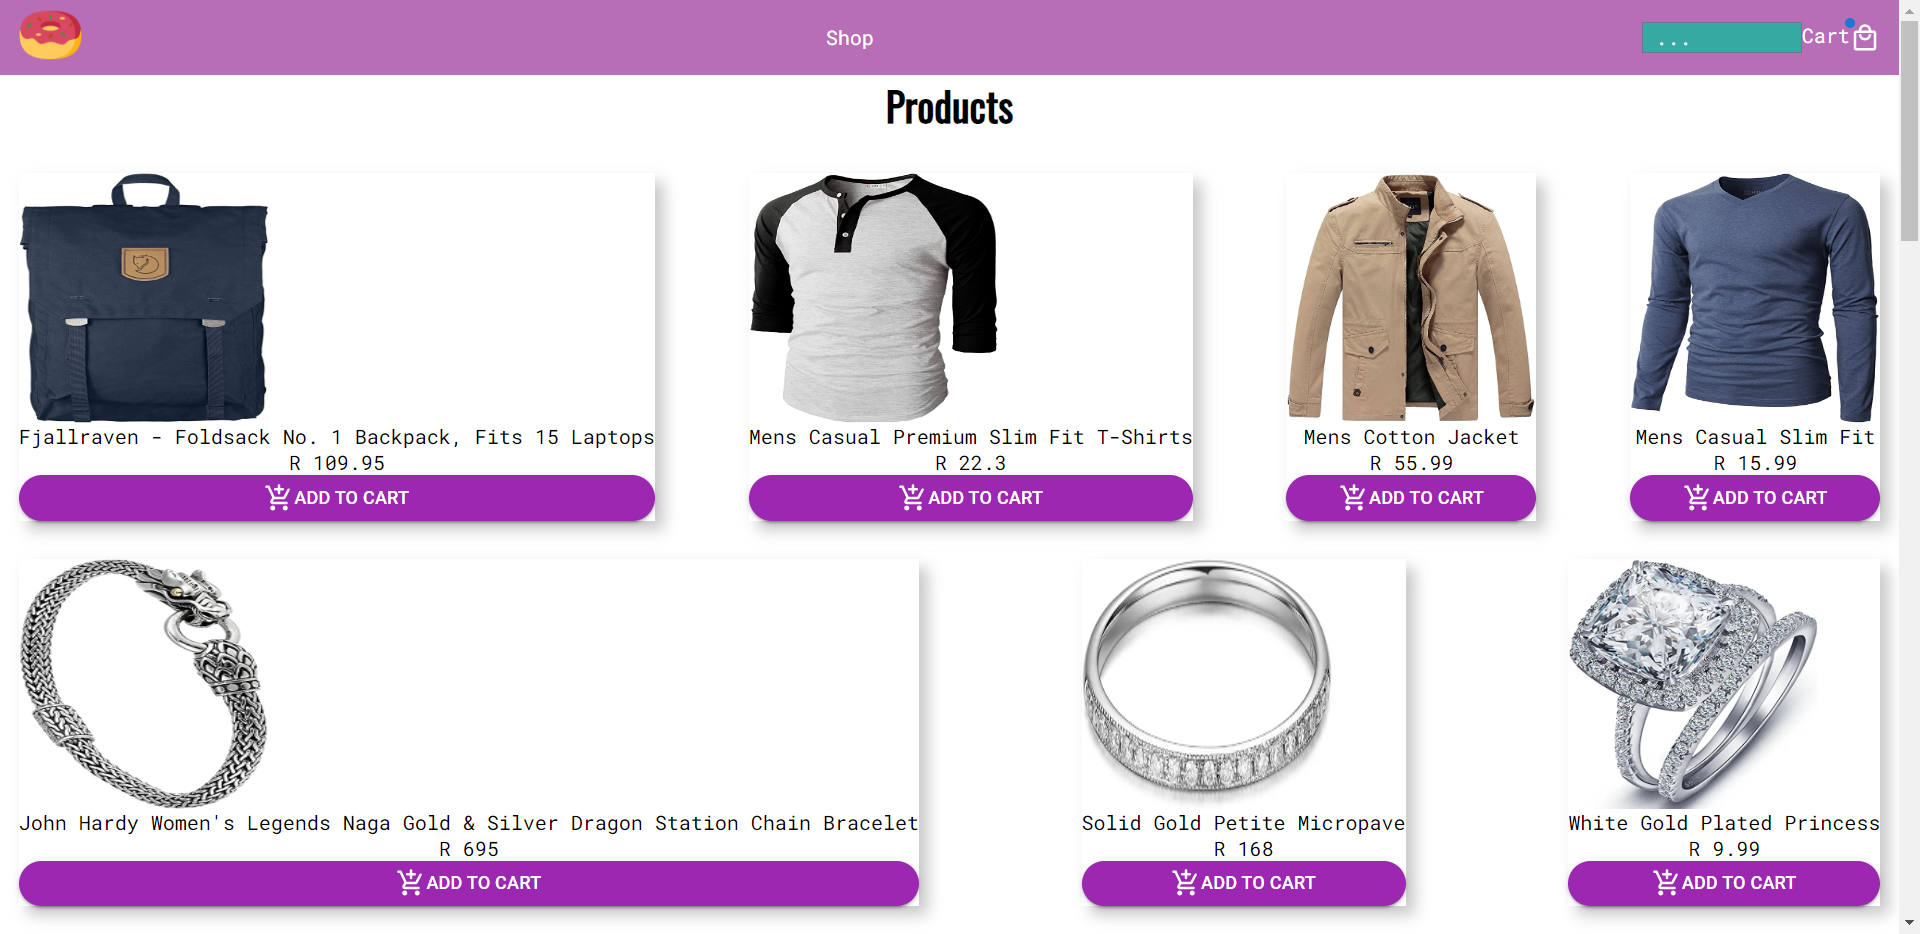 Shop
...
Cart
Products
Fjallraven - Foldsack No. 1 Backpack, Fits 15 Laptops
R 109.95
ADD TO CART
Mens Casual Premium Slim Fit T-Shirts
R 22.3
ADD TO CART
Mens Cotton Jacket
R 55.99
ADD TO CART
Mens Casual Slim Fit
R 15.99
ADD TO CART
John Hardy Women's Legends Naga Gold & Silver Dragon Station Chain Bracelet
R 695
ADD TO CART
Solid Gold Petite Micropave
R 168
ADD TO CART
White Gold Plated Princess
R 9.99
ADD TO CART